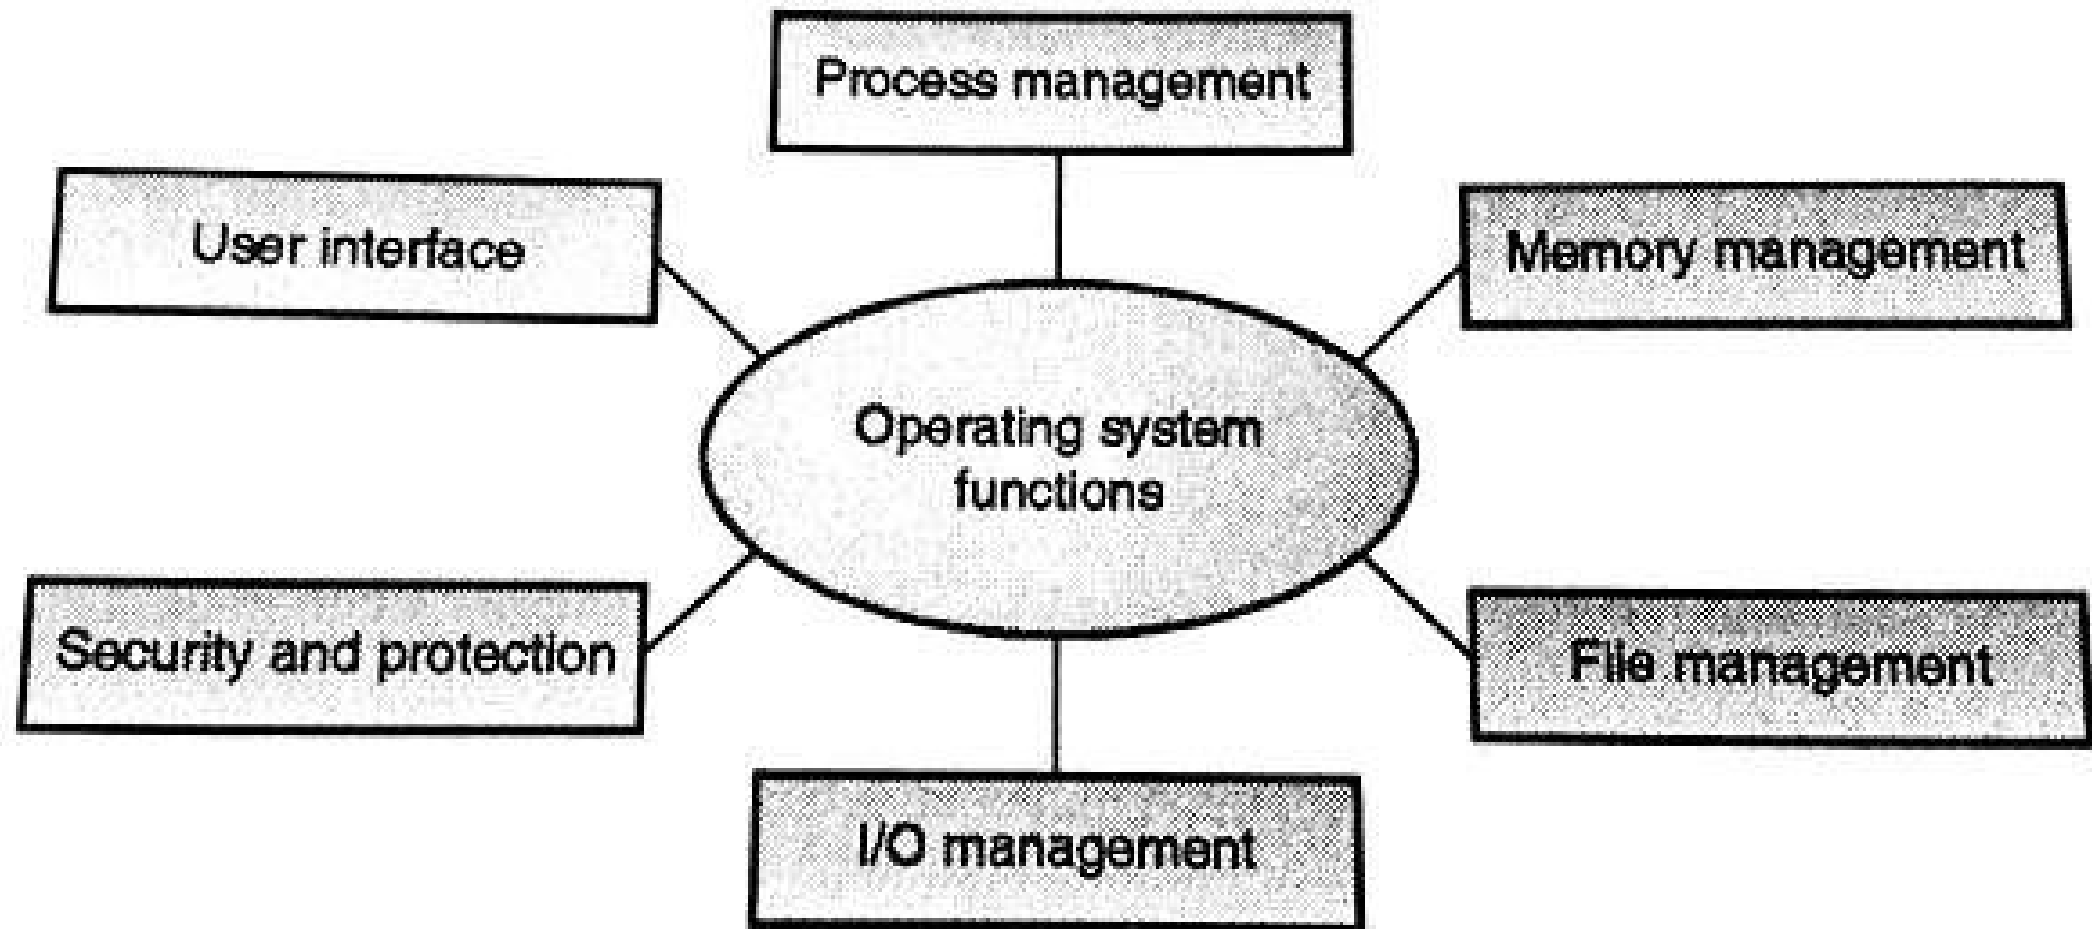 Process management
User interface
Memory management
Operating system
functions
Security and protection
File management
I/O management